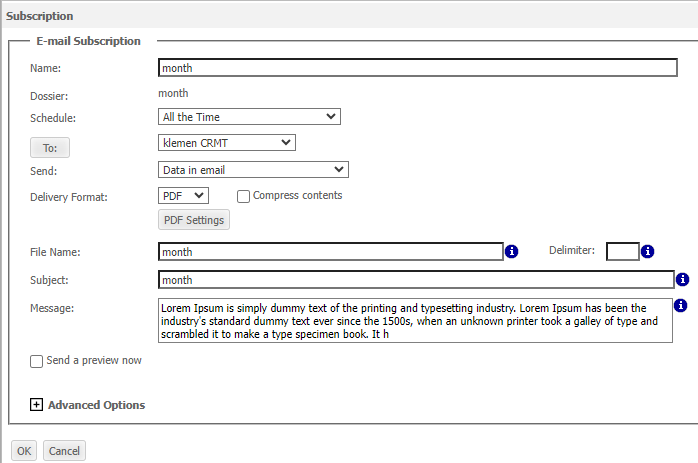 Subscription
E-mail Subscription
Name: month
Dossier: month
Schedule: All the Time
To: klemen CRMT
Send: Data in email
Delivery Format: PDF Compress contents
PDF Settings
File Name: month Delimiter:
Subject: month
Message: Lorem Ipsum is simply dummy text of the printing and typesetting industry. Lorem Ipsum has been the
industry's standard dummy text ever since the 1500s, when an unknown printer took a galley of type and
scrambled it to make a type specimen book. It h
Send a preview now
Advanced Options
OK Cancel